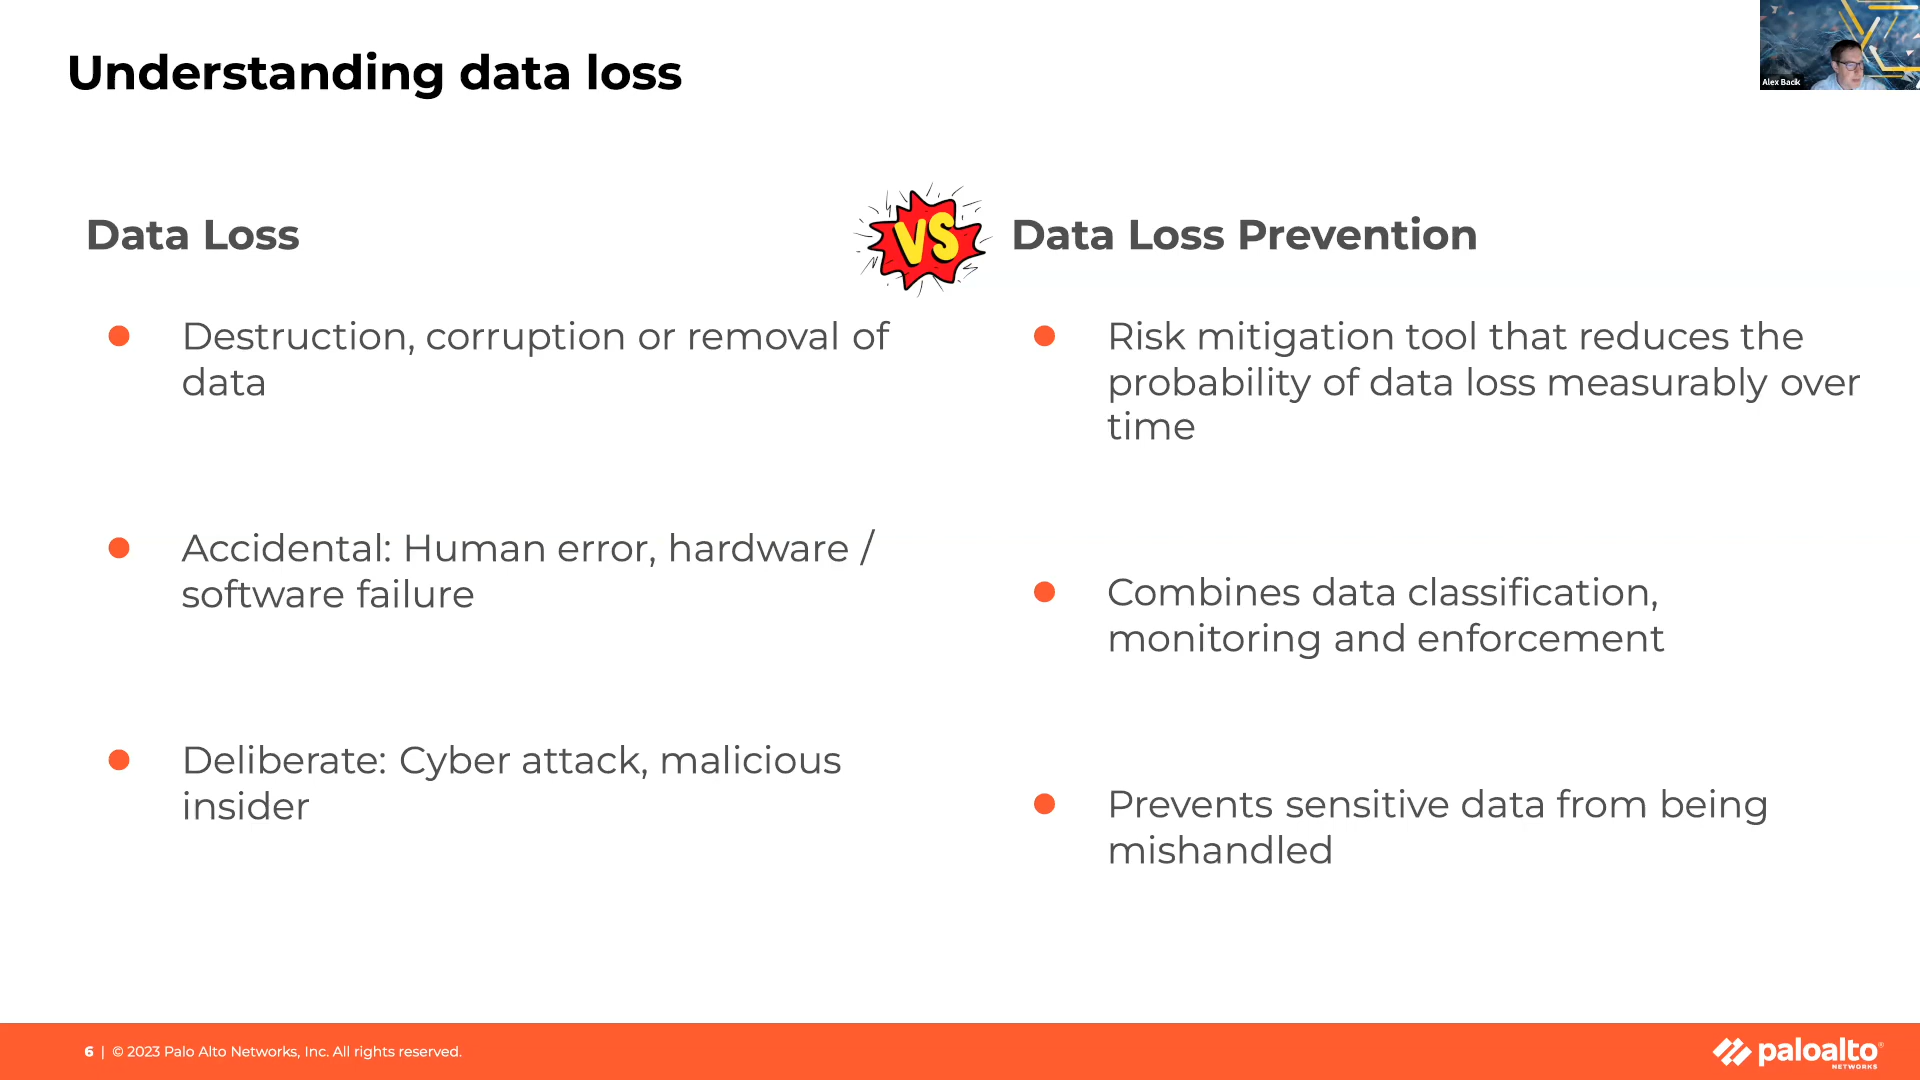 Understanding data loss
Alex Bacik
Data Loss
VS
Data Loss Prevention
Destruction, corruption or removal of
data
Accidental: Human error, hardware /
software failure
Deliberate: Cyber attack, malicious
insider
Risk mitigation tool that reduces the
probability of data loss measurably over
time
Combines data classification,
monitoring and enforcement
Prevents sensitive data from being
mishandled
6 | © 2023 Palo Alto Networks, Inc. All rights reserved.
paloalto®
NETWORKS